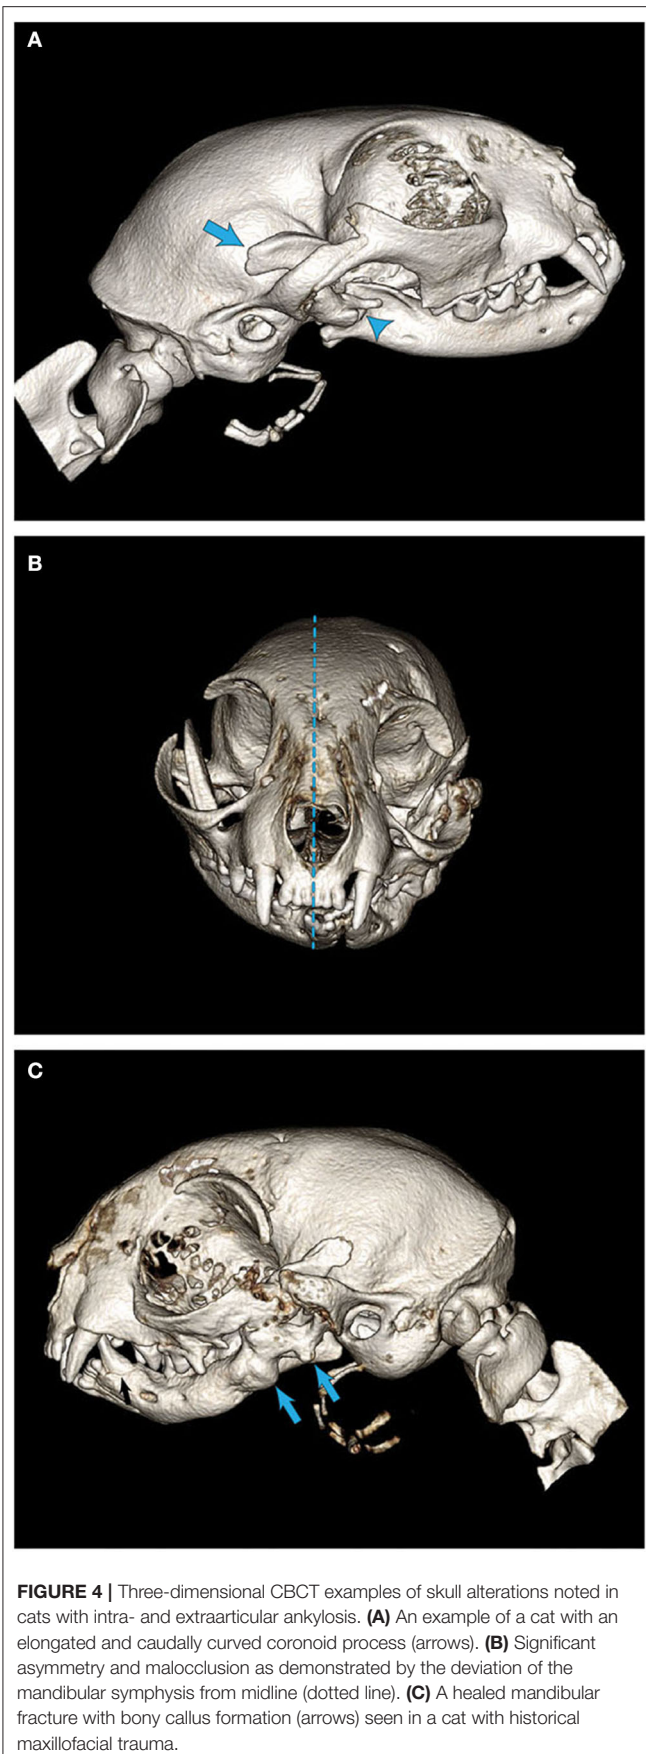 A
B
C
FIGURE 4 | Three-dimensional CBCT examples of skull alterations noted in
cats with intra- and extraarticular ankylosis. (A) An example of a cat with an
elongated and caudally curved coronoid process (arrows). (B) Significant
asymmetry and malocclusion as demonstrated by the deviation of the
mandibular symphysis from midline (dotted line). (C) A healed mandibular
fracture with bony callus formation (arrows) seen in a cat with historical
maxillofacial trauma.